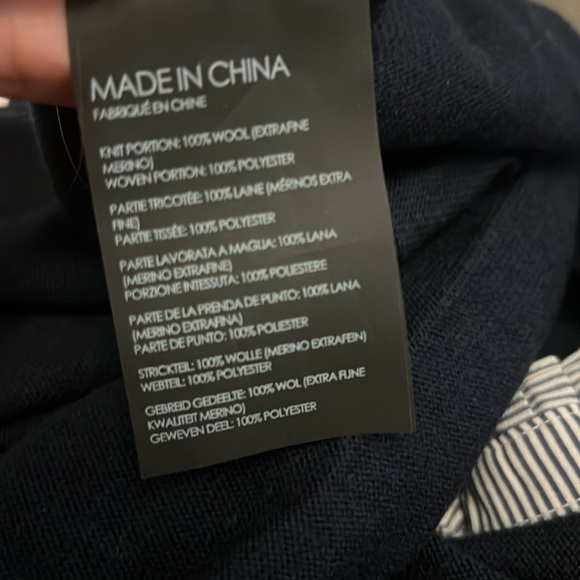 MADE IN CHINA
FABRIQUÉ EN CHINE
KNIT PORTION: 100% WOOL (EXTRAFINE
MERINO)
WOVEN PORTION: 100% POLYESTER
PARTIE TRICOTÉE: 100% LAINE (MÉRINOS EXTRA
FINE)
PARTIE TISSÉE: 100% POLYESTER
PARTE LAVORATA A MAGLIA: 100% LANA
(MERINO EXTRAFINE)
PORZIONE INTESSUTA: 100% POLIESTERE
PARTE DE LA PRENDA DE PUNTO: 100% LANA
(MERINO EXTRAFINA)
PARTE DE PUNTO: 100% POLIESTER
STRICKTEIL: 100% WOLLE (MERINO EXTRAFEIN)
WEBTEIL: 100% POLYESTER
GEBREID GEDEELTE: 100% WOL (EXTRA FIJNE
KWALITEIT MERINO)
GEWEVEN DEEL: 100% POLYESTER